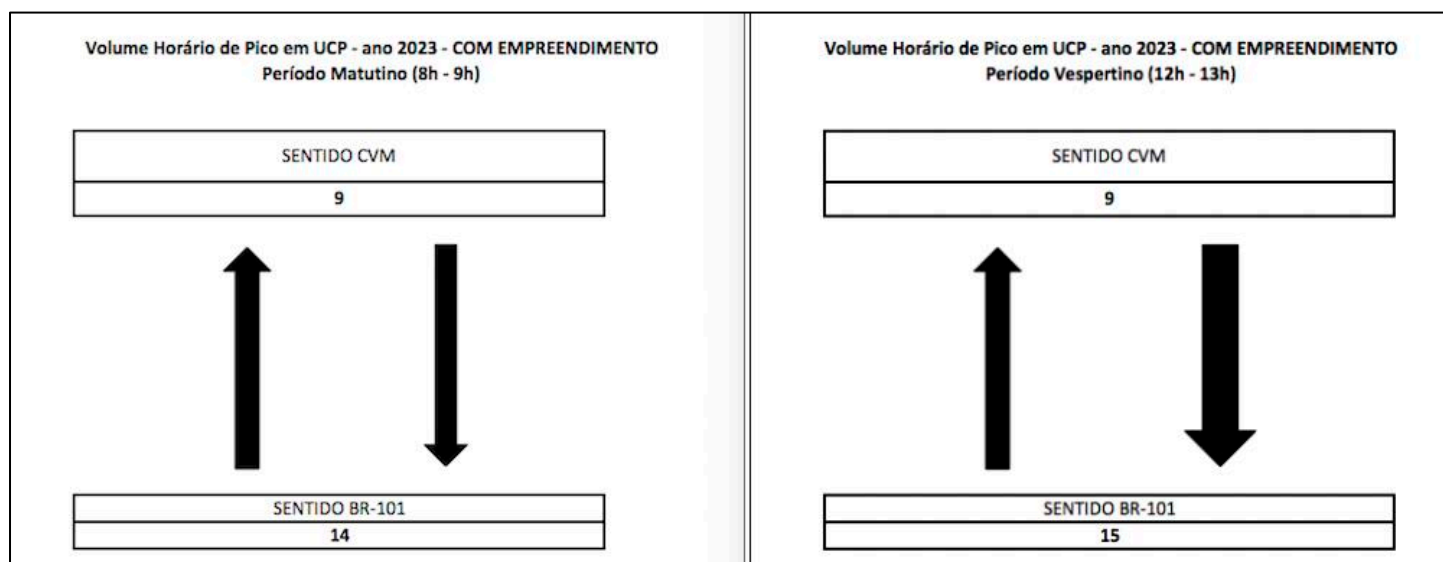 Volume Horário de Pico em UCP - ano 2023 - COM EMPREENDIMENTO
Período Matutino (8h - 9h)
SENTIDO CVM
9
SENTIDO BR-101
14
Volume Horário de Pico em UCP - ano 2023 - COM EMPREENDIMENTO
Período Vespertino (12h - 13h)
SENTIDO CVM
9
SENTIDO BR-101
15